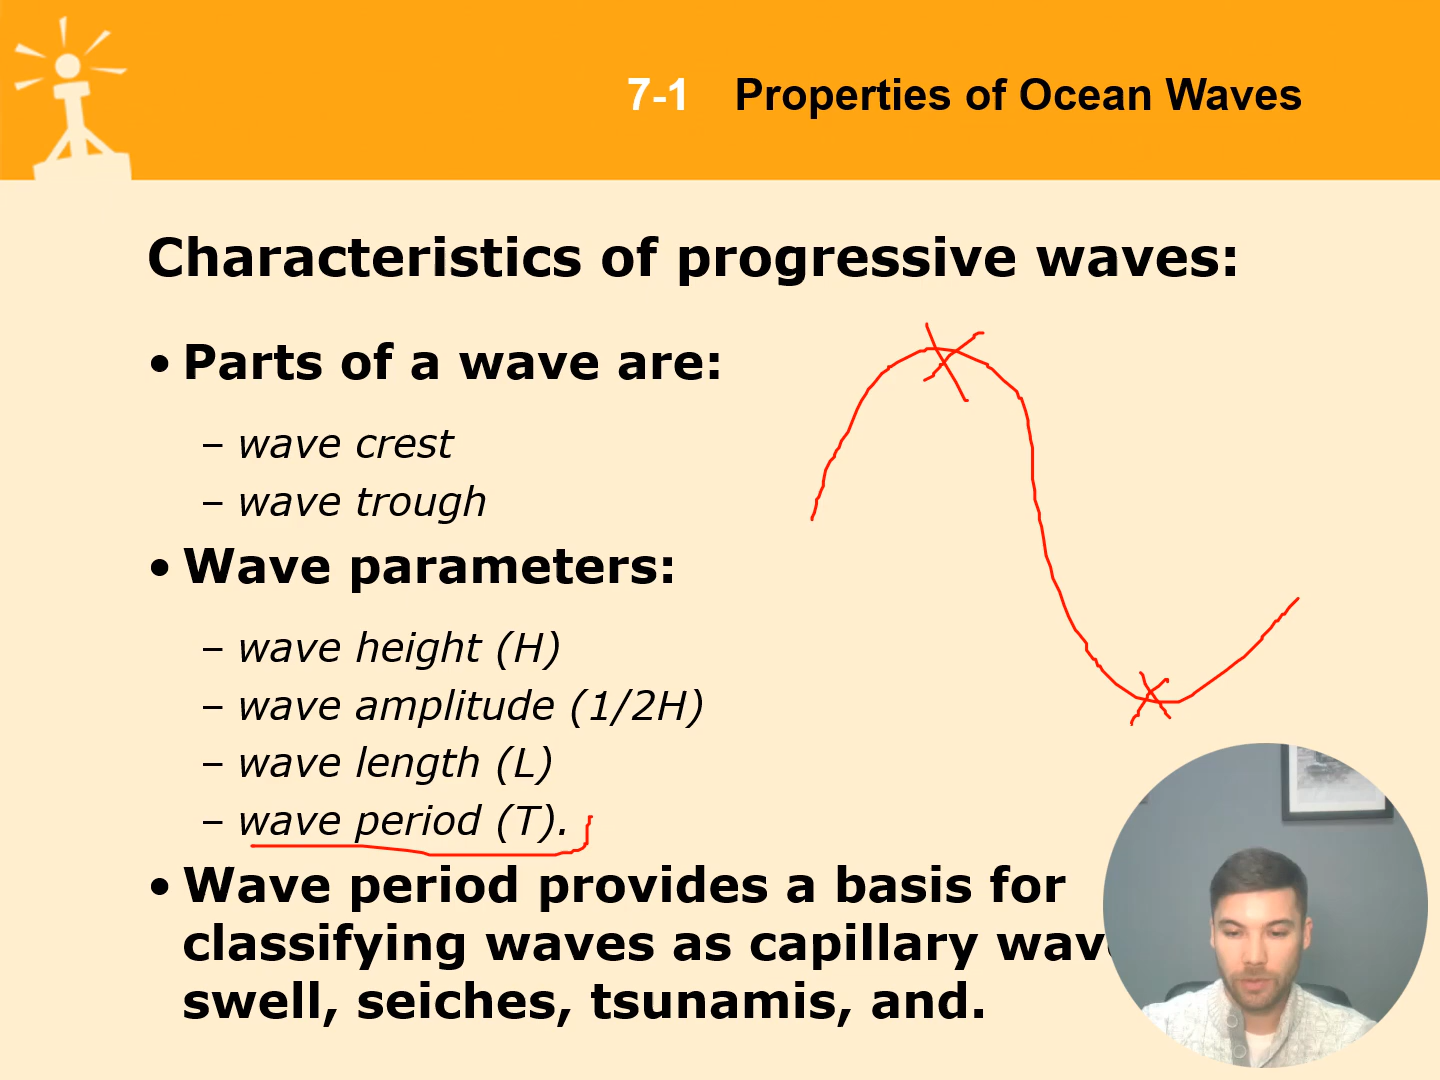 7-1 Properties of Ocean Waves
Characteristics of progressive waves:
• Parts of a wave are:
– wave crest
– wave trough
• Wave parameters:
– wave height (H)
– wave amplitude (1/2H)
– wave length (L)
– wave period (T).
• Wave period provides a basis for
classifying waves as capillary
swell, seiches, tsunamis, and.